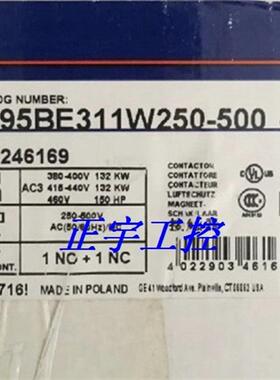 OG NUMBER:
95BE311W250-500
246169
AC3
380-400V 132 KW
415-440V 132 KW
460V 150 HP
250-500V
AC(50/60Hz)/
1 NO + 1 NC
CONTACTOR
CONTACTEUR
LUFTSCHUTZ
MAGNEET-
SCHAKELAAR
正宇工控
716!
MADE IN POLAND
GE 41 Woodford Ave. Plainville, CT 06062 USA
4 022903 4616